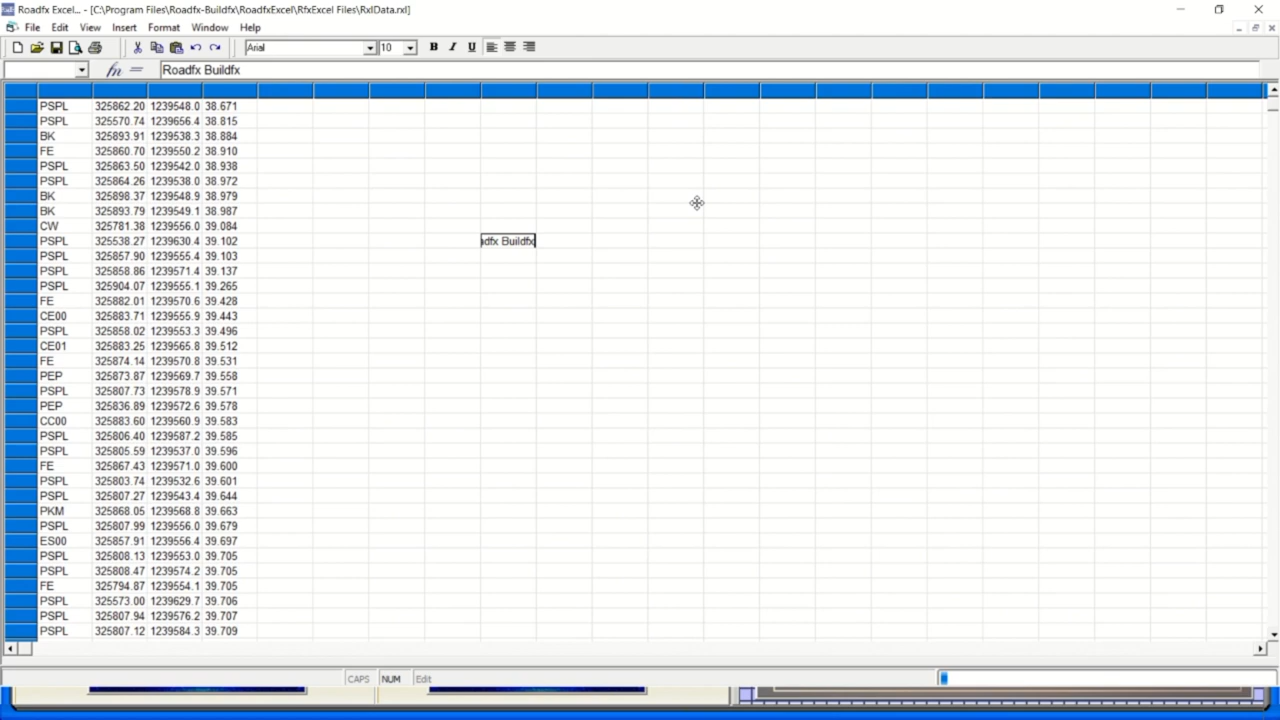 Roadfx Excel... - [C:\Program Files\Roadfx-Buildfx\RoadfxExcel\RfxExcel Files\RxlData.rxl]
File Edit View Insert Format Window Help
Arial 10 B I U
fn = Roadfx Buildfx
PSPL 325862.20 1239548.0 38.671
PSPL 325570.74 1239656.4 38.815
BK 325893.91 1239538.3 38.884
FE 325860.70 1239550.2 38.910
PSPL 325863.50 1239542.0 38.938
PSPL 325864.26 1239538.0 38.972
BK 325898.37 1239548.9 38.979
BK 325893.79 1239549.1 38.987
CW 325781.38 1239556.0 39.084
PSPL 325538.27 1239630.4 39.102 adfx Buildfx
PSPL 325857.90 1239555.4 39.103
PSPL 325858.86 1239571.4 39.137
PSPL 325904.07 1239555.1 39.265
FE 325882.01 1239570.6 39.428
CE00 325883.71 1239555.9 39.443
PSPL 325858.02 1239553.3 39.496
CE01 325883.25 1239565.8 39.512
FE 325874.14 1239570.8 39.531
PEP 325873.87 1239569.7 39.558
PSPL 325807.73 1239578.9 39.571
PEP 325836.89 1239572.6 39.578
CC00 325883.60 1239560.9 39.583
PSPL 325806.40 1239587.2 39.585
PSPL 325805.59 1239537.0 39.596
FE 325867.43 1239571.0 39.600
PSPL 325803.74 1239532.6 39.601
PSPL 325807.27 1239543.4 39.644
PKM 325868.05 1239568.8 39.663
PSPL 325807.99 1239556.0 39.679
ES00 325857.91 1239556.4 39.697
PSPL 325808.13 1239553.0 39.705
PSPL 325808.47 1239574.2 39.705
FE 325794.87 1239554.1 39.705
PSPL 325573.00 1239629.7 39.706
PSPL 325807.94 1239576.2 39.707
PSPL 325807.12 1239584.3 39.709
CAPS NUM Edit